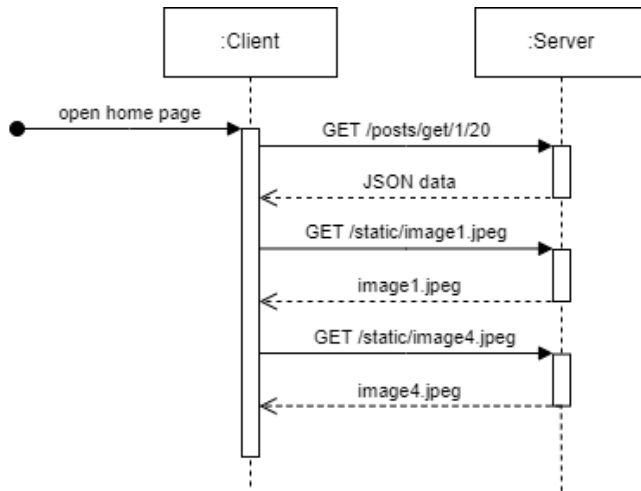 :Client
:Server
open home page
GET /posts/get/1/20
JSON data
GET /static/image1.jpeg
image1.jpeg
GET /static/image4.jpeg
image4.jpeg